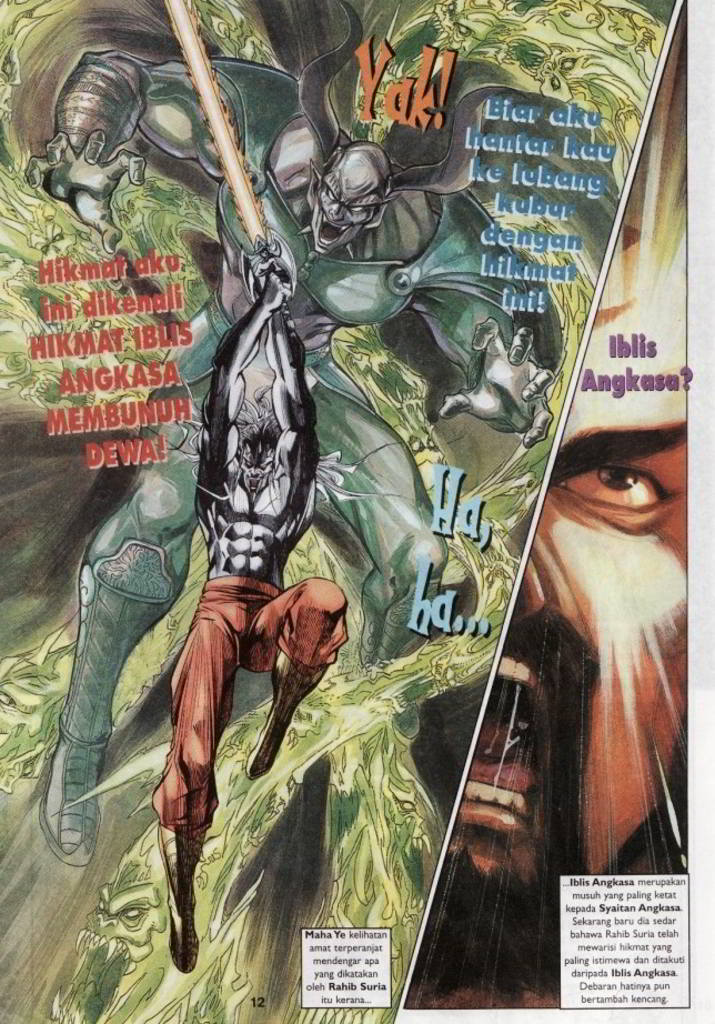 Yak!
Biar aku
hantar kau
ke lubang
kubur
dengan
hikmat
ini!
Hikmat aku
ini dikenali
HIKMAT IBLIS
ANGKASA
MEMBUNUH
DEWA!
Iblis
Angkasa?
Ha,
ha...
Maha Ye kelihatan
amat terperanjat
mendengar apa
yang dikatakan
oleh Rahib Suria
itu kerana...
...Iblis Angkasa merupakan
musuh yang paling ketat
kepada Syaitan Angkasa.
Sekarang baru dia sedar
bahawa Rahib Suria telah
mewarisi hikmat yang
paling istimewa dan ditakuti
daripada Iblis Angkasa.
Debaran hatinya pun
bertambah kencang.
12